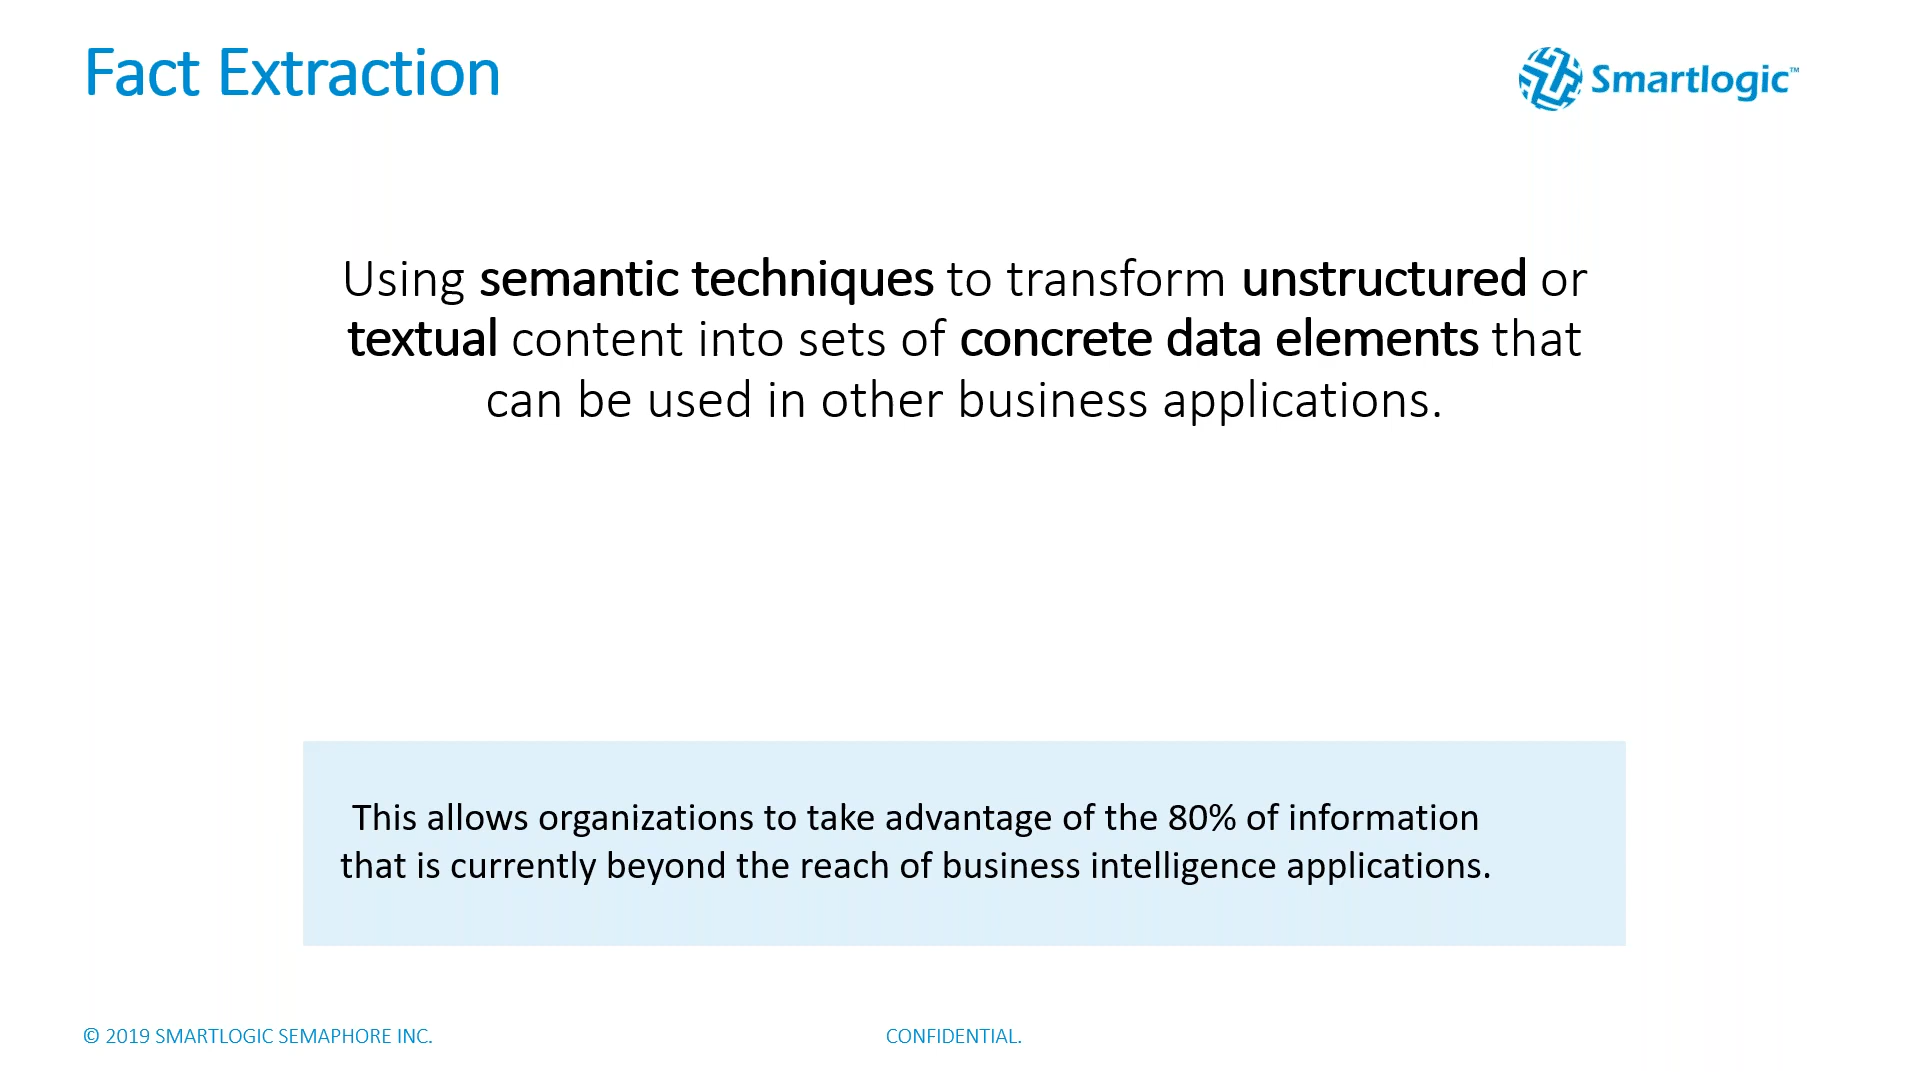 Fact Extraction
Smartlogic™
Using semantic techniques to transform unstructured or
textual content into sets of concrete data elements that
can be used in other business applications.
This allows organizations to take advantage of the 80% of information
that is currently beyond the reach of business intelligence applications.
© 2019 SMARTLOGIC SEMAPHORE INC.
CONFIDENTIAL.